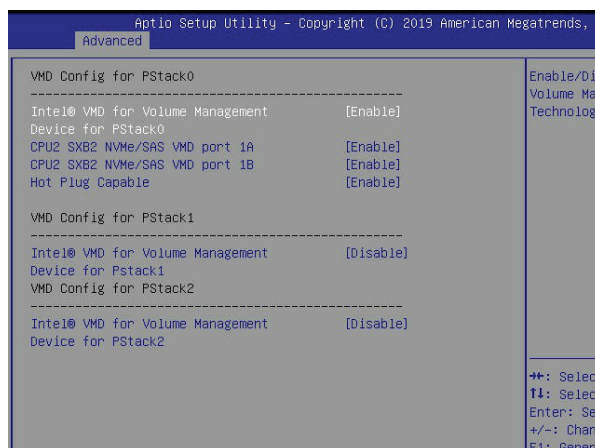 Aptio Setup Utility – Copyright (C) 2019 American Megatrends,
Advanced
VMD Config for PStack0
Intel® VMD for Volume Management [Enable]
Device for PStack0
CPU2 SXB2 NVMe/SAS VMD port 1A [Enable]
CPU2 SXB2 NVMe/SAS VMD port 1B [Enable]
Hot Plug Capable [Enable]
VMD Config for PStack1
Intel® VMD for Volume Management [Disable]
Device for Pstack1
VMD Config for PStack2
Intel® VMD for Volume Management [Disable]
Device for PStack2
Enable/Di
Volume Ma
Technolog
→←: Selec
↑↓: Selec
Enter: Se
+/-: Chan
F1: Gener